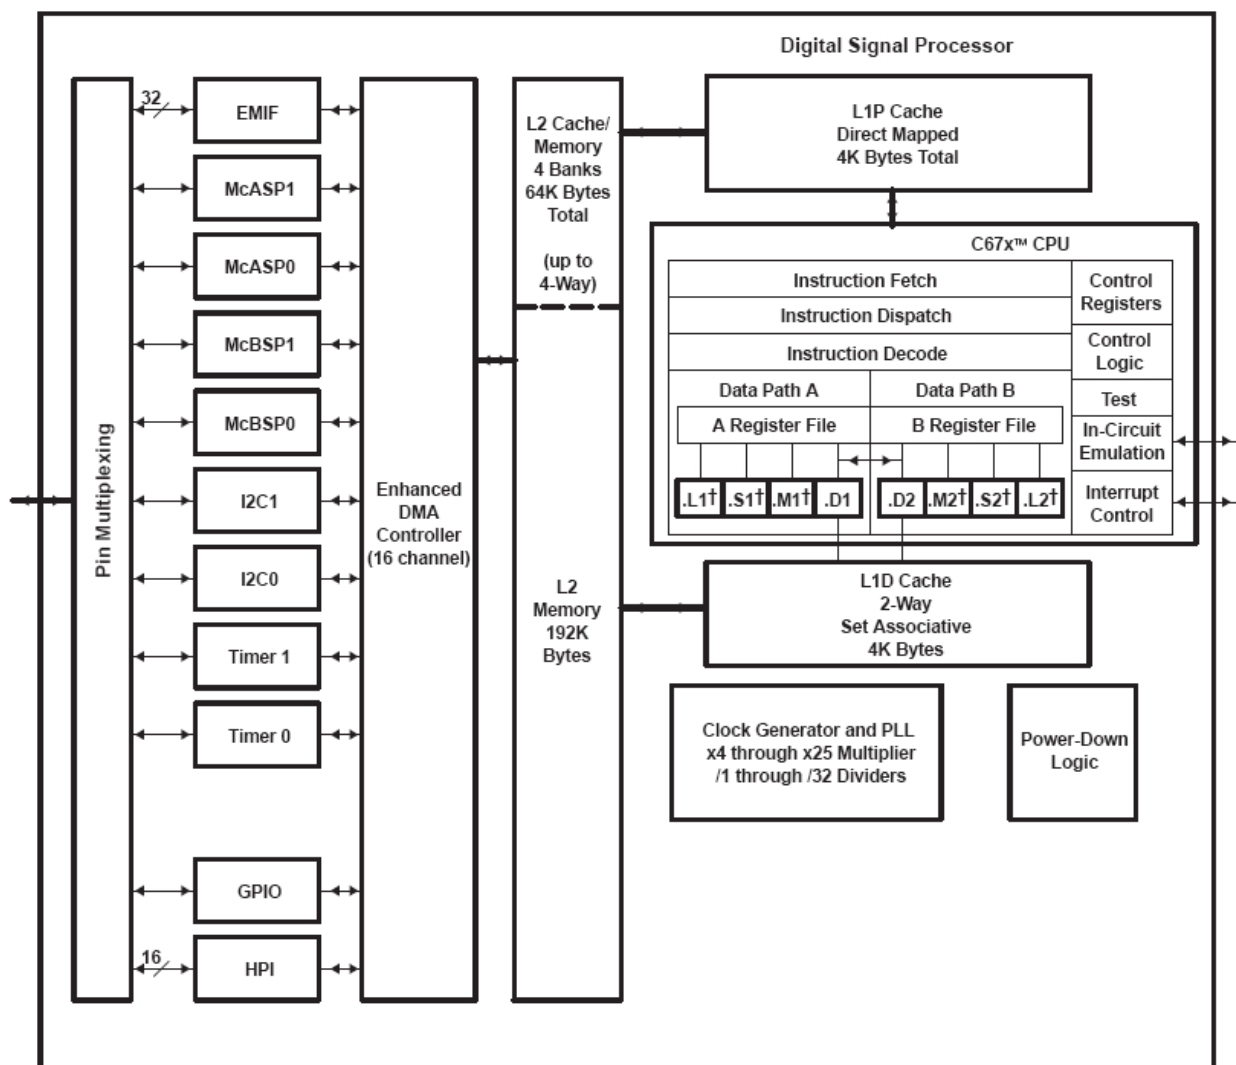 Digital Signal Processor
Pin Multiplexing
32
EMIF
McASP1
McASP0
McBSP1
McBSP0
I2C1
I2C0
Timer 1
Timer 0
GPIO
16
HPI
Enhanced
DMA
Controller
(16 channel)
L2 Cache/
Memory
4 Banks
64K Bytes
Total
(up to
4-Way)
L2
Memory
192K
Bytes
L1P Cache
Direct Mapped
4K Bytes Total
C67x™ CPU
Instruction Fetch
Instruction Dispatch
Instruction Decode
Data Path A
Data Path B
A Register File
B Register File
.L1† .S1† .M1† .D1
.D2 .M2† .S2† .L2†
Control
Registers
Control
Logic
Test
In-Circuit
Emulation
Interrupt
Control
L1D Cache
2-Way
Set Associative
4K Bytes
Clock Generator and PLL
x4 through x25 Multiplier
/1 through /32 Dividers
Power-Down
Logic